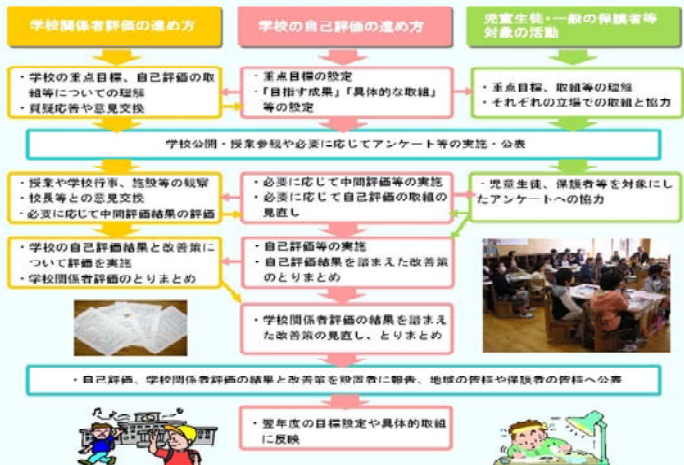 学校関係者評価の進め方
学校の自己評価の進め方
児童生徒・一般の保護者等
対象の活動
・学校の重点目標、自己評価の取
組等についての理解
・質疑応答や意見交換
・重点目標の設定
・「目指す成果」「具体的な取組」
等の設定
・重点目標、取組等の理解
・それぞれの立場での取組と協力
学校公開・授業参観や必要に応じてアンケート等の実施・公表
・授業や学校行事、施設等の観察
・校長等との意見交換
・必要に応じて中間評価結果の評価
・必要に応じて中間評価等の実施
・必要に応じて自己評価の取組の
見直し
・児童生徒、保護者等を対象にし
たアンケートへの協力
・学校の自己評価結果と改善策に
ついて評価を実施
・学校関係者評価のとりまとめ
・自己評価等の実施
・自己評価結果を踏まえた改善策
のとりまとめ
・学校関係者評価の結果を踏まえ
た改善策の見直し、とりまとめ
・自己評価、学校関係者評価の結果と改善策を設置者に報告、地域の皆様や保護者の皆様へ公表
・翌年度の目標設定や具体的取組
に反映